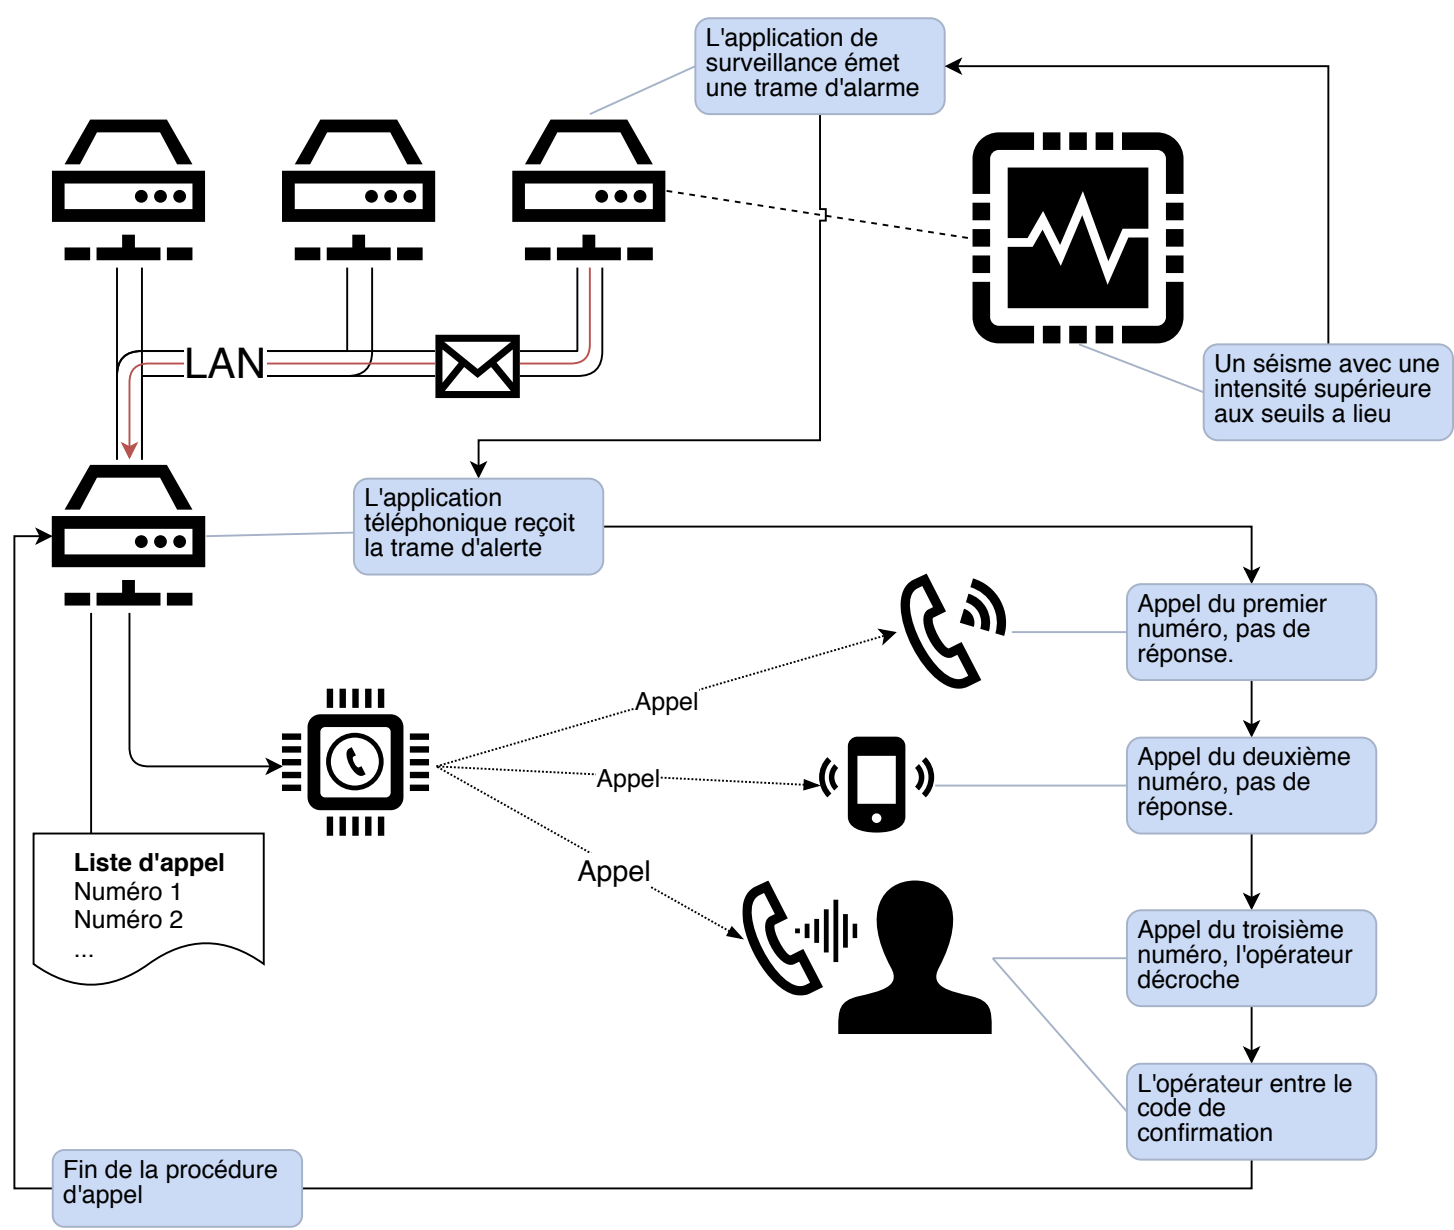 L'application de
surveillance émet
une trame d'alarme
LAN
Un séisme avec une
intensité supérieure
aux seuils a lieu
L'application
téléphonique reçoit
la trame d'alerte
Appel du premier
numéro, pas de
réponse.
Appel
Appel du deuxième
numéro, pas de
réponse.
Appel
Appel
Liste d'appel
Numéro 1
Numéro 2
...
Appel du troisième
numéro, l'opérateur
décroche
L'opérateur entre le
code de
confirmation
Fin de la procédure
d'appel